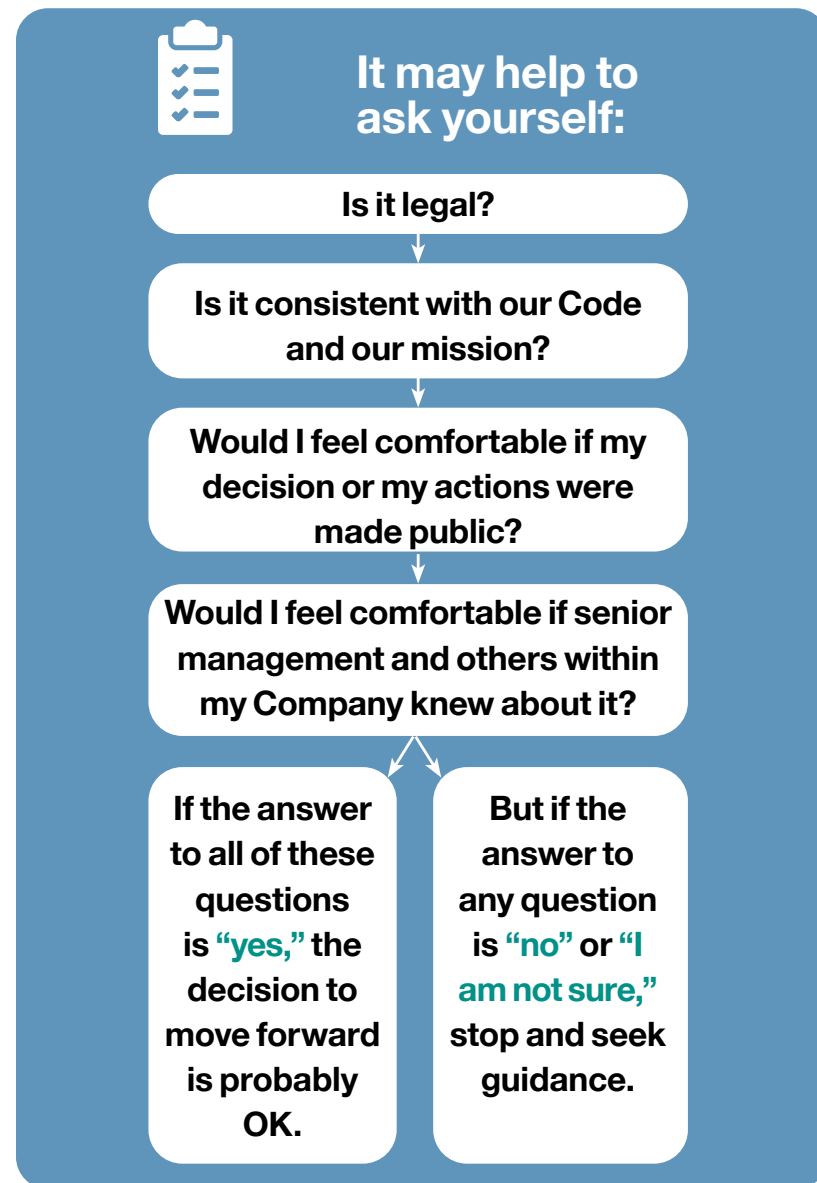 It may help to
ask yourself:
Is it legal?
Is it consistent with our Code
and our mission?
Would I feel comfortable if my
decision or my actions were
made public?
Would I feel comfortable if senior
management and others within
my Company knew about it?
If the answer
to all of these
questions
is “yes,” the
decision to
move forward
is probably
OK.
But if the
answer to
any question
is “no” or “I
am not sure,”
stop and seek
guidance.